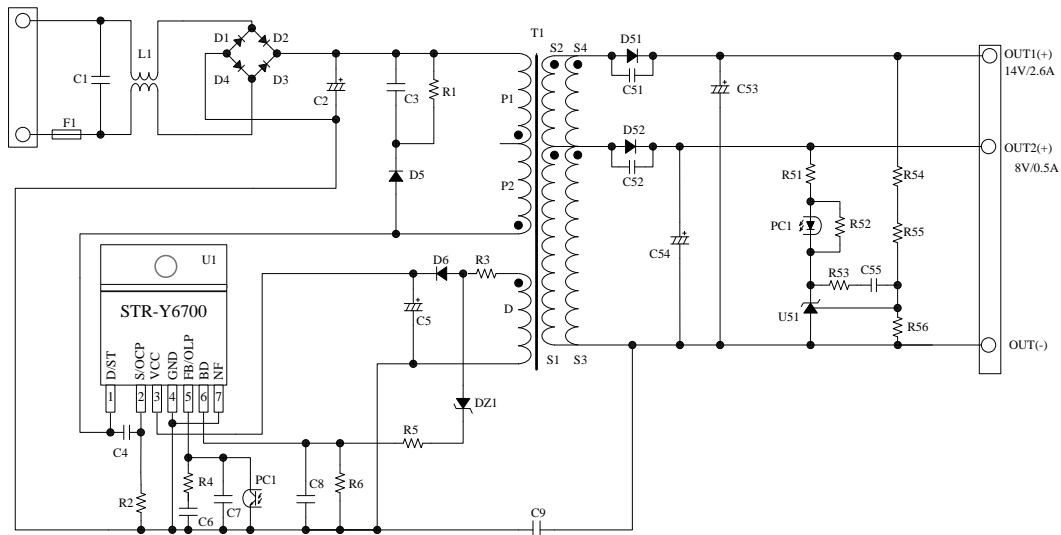 T1
D51
D1
D2
S2
S4
OUT1(+)
L1
14V/2.6A
C1
C51
D4
D3
C2
C3
R1
P1
C53
F1
D52
OUT2(+)
8V/0.5A
D5
P2
C52
R51
R54
PC1
R52
R55
C54
U1
D6
R3
R53
C55
STR-Y6700
C5
D
U51
R56
OUT(-)
S1
S3
D/ST
S/OCP
VCC
GND
FB/OLP
BD
NF
1
2
3
4
5
6
7
DZ1
C4
R5
R2
R4
PC1
C8
R6
C6
C7
C9